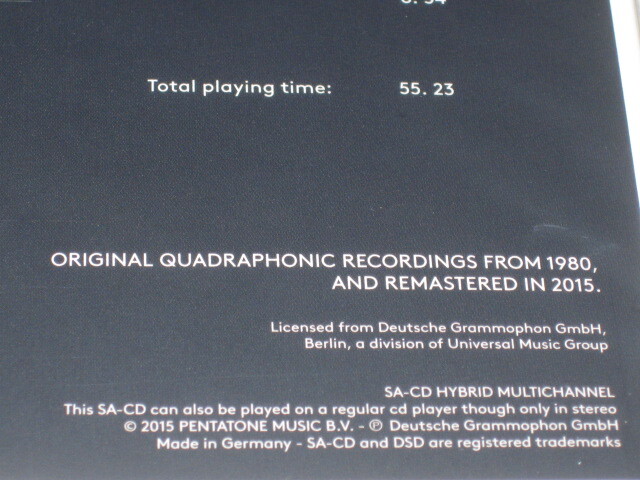 Total playing time: 55. 23
ORIGINAL QUADRAPHONIC RECORDINGS FROM 1980,
AND REMASTERED IN 2015.
Licensed from Deutsche Grammophon GmbH,
Berlin, a division of Universal Music Group
SA-CD HYBRID MULTICHANNEL
This SA-CD can also be played on a regular cd player though only in stereo
© 2015 PENTATONE MUSIC B.V. - ℗ Deutsche Grammophon GmbH
Made in Germany - SA-CD and DSD are registered trademarks